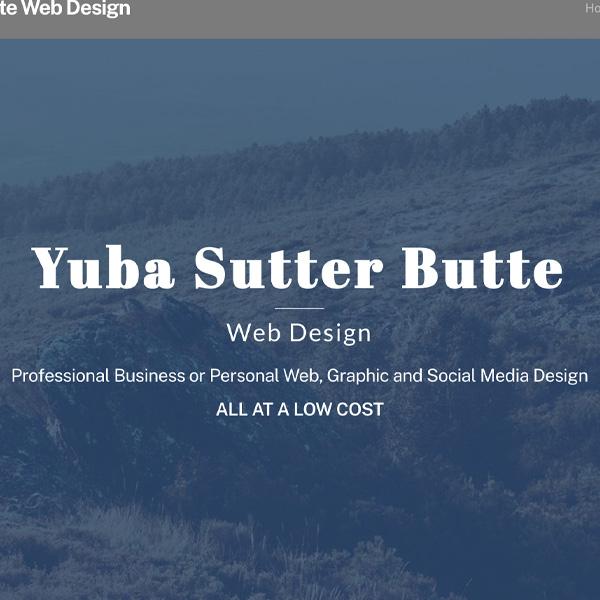 te Web Design
Ho
Yuba Sutter Butte
Web Design
Professional Business or Personal Web, Graphic and Social Media Design
ALL AT A LOW COST